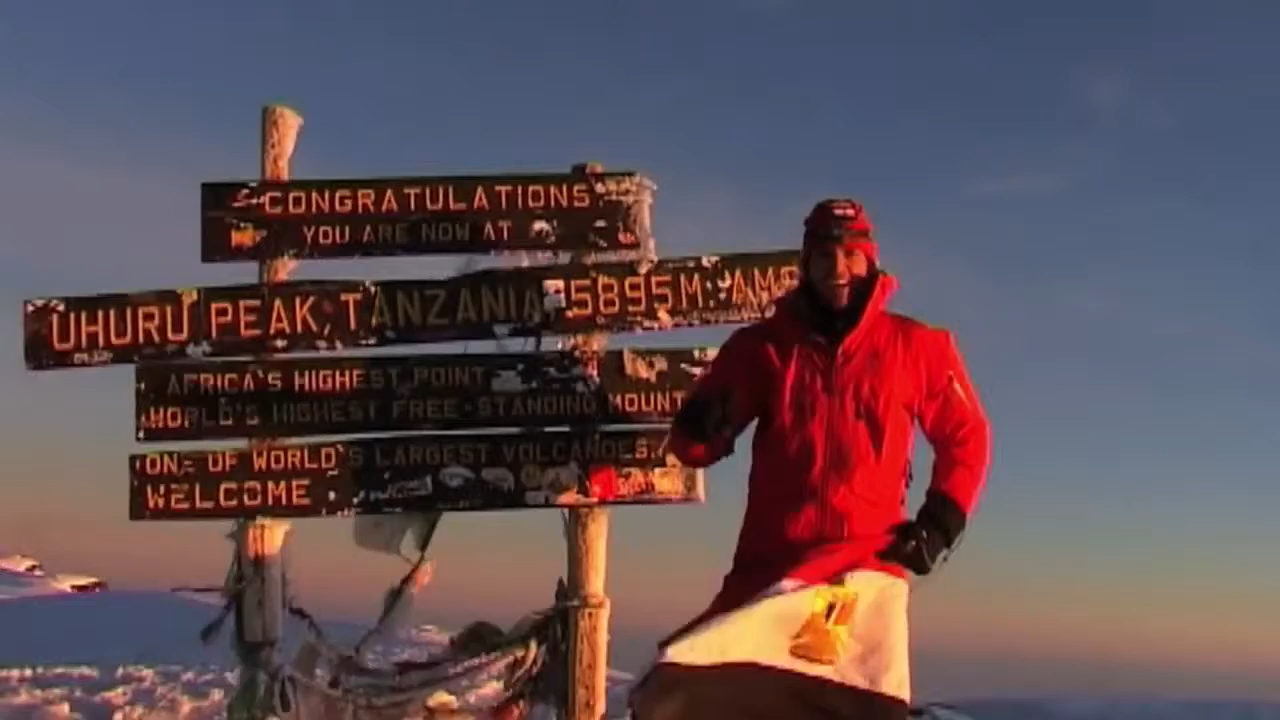 CONGRATULATIONS
YOU ARE NOW AT
UHURU PEAK, TANZANIA, 5895M. AMS
AFRICA'S HIGHEST POINT
WORLD'S HIGHEST FREE-STANDING MOUNT
ONE OF WORLD'S LARGEST VOLCANOES.
WELCOME